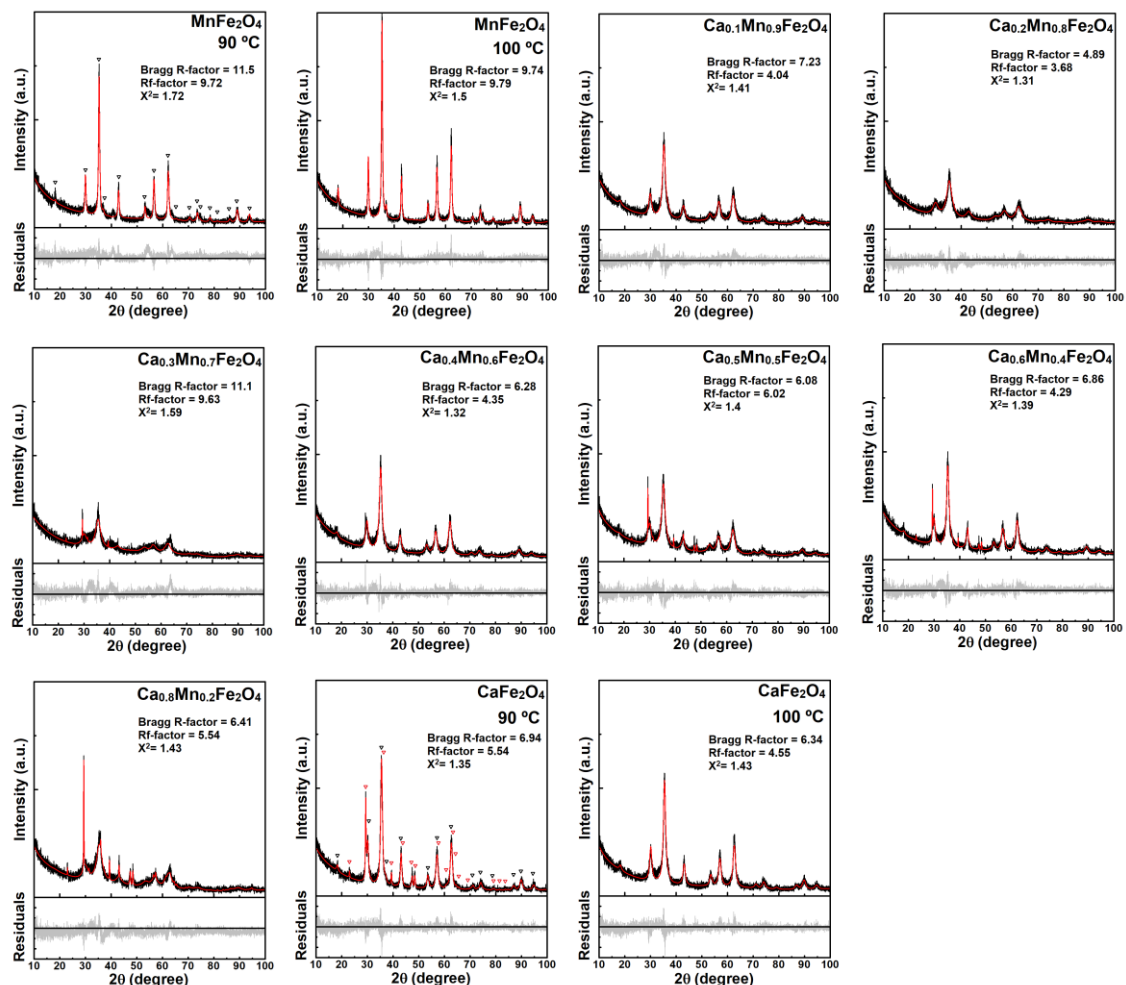 MnFe₂O₄
90 ºC
Bragg R-factor = 11.5
Rf-factor = 9.72
X²= 1.72
Intensity (a.u.)
Residuals
10 20 30 40 50 60 70 80 90 100
2θ (degree)
MnFe₂O₄
100 ºC
Bragg R-factor = 9.74
Rf-factor = 9.79
X²= 1.5
Intensity (a.u.)
Residuals
10 20 30 40 50 60 70 80 90 100
2θ (degree)
Ca₀.₁Mn₀.₉Fe₂O₄
Bragg R-factor = 7.23
Rf-factor = 4.04
X²= 1.41
Intensity (a.u.)
Residuals
10 20 30 40 50 60 70 80 90 100
2θ (degree)
Ca₀.₂Mn₀.₈Fe₂O₄
Bragg R-factor = 4.89
Rf-factor = 3.68
X²= 1.31
Intensity (a.u.)
Residuals
10 20 30 40 50 60 70 80 90 100
2θ (degree)
Ca₀.₃Mn₀.₇Fe₂O₄
Bragg R-factor = 11.1
Rf-factor = 9.63
X²= 1.59
Intensity (a.u.)
Residuals
10 20 30 40 50 60 70 80 90 100
2θ (degree)
Ca₀.₄Mn₀.₆Fe₂O₄
Bragg R-factor = 6.28
Rf-factor = 4.35
X²= 1.32
Intensity (a.u.)
Residuals
10 20 30 40 50 60 70 80 90 100
2θ (degree)
Ca₀.₅Mn₀.₅Fe₂O₄
Bragg R-factor = 6.08
Rf-factor = 6.02
X²= 1.4
Intensity (a.u.)
Residuals
10 20 30 40 50 60 70 80 90 100
2θ (degree)
Ca₀.₆Mn₀.₄Fe₂O₄
Bragg R-factor = 6.86
Rf-factor = 4.29
X²= 1.39
Intensity (a.u.)
Residuals
10 20 30 40 50 60 70 80 90 100
2θ (degree)
Ca₀.₈Mn₀.₂Fe₂O₄
Bragg R-factor = 6.41
Rf-factor = 5.54
X²= 1.43
Intensity (a.u.)
Residuals
10 20 30 40 50 60 70 80 90 100
2θ (degree)
CaFe₂O₄
90 ºC
Bragg R-factor = 6.94
Rf-factor = 5.54
X²= 1.35
Intensity (a.u.)
Residuals
10 20 30 40 50 60 70 80 90 100
2θ (degree)
CaFe₂O₄
100 ºC
Bragg R-factor = 6.34
Rf-factor = 4.55
X²= 1.43
Intensity (a.u.)
Residuals
10 20 30 40 50 60 70 80 90 100
2θ (degree)